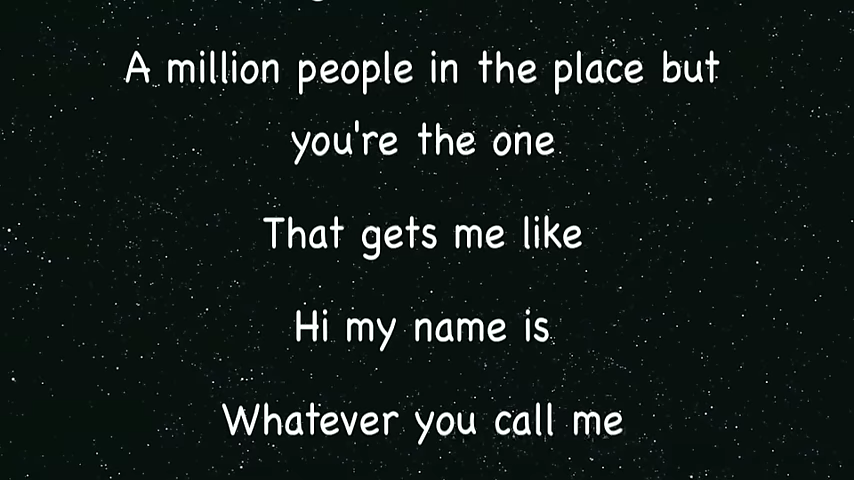 A million people in the place but
you're the one
That gets me like
Hi my name is
Whatever you call me